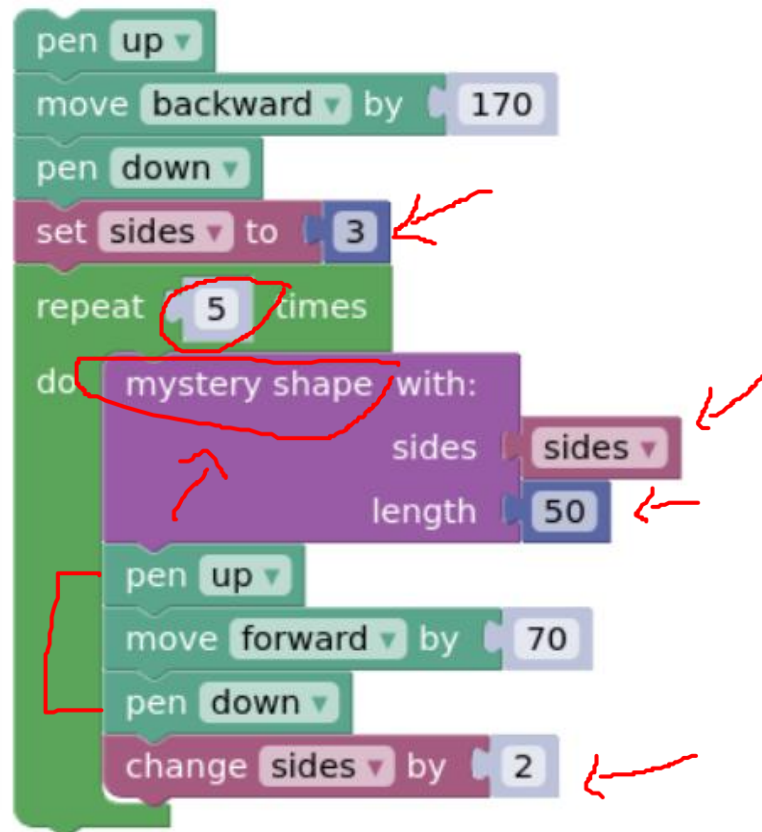 pen up ▾
move backward ▾ by 170
pen down ▾
set sides ▾ to 3
repeat 5 times
do mystery shape with:
sides sides ▾
length 50
pen up ▾
move forward ▾ by 70
pen down ▾
change sides ▾ by 2